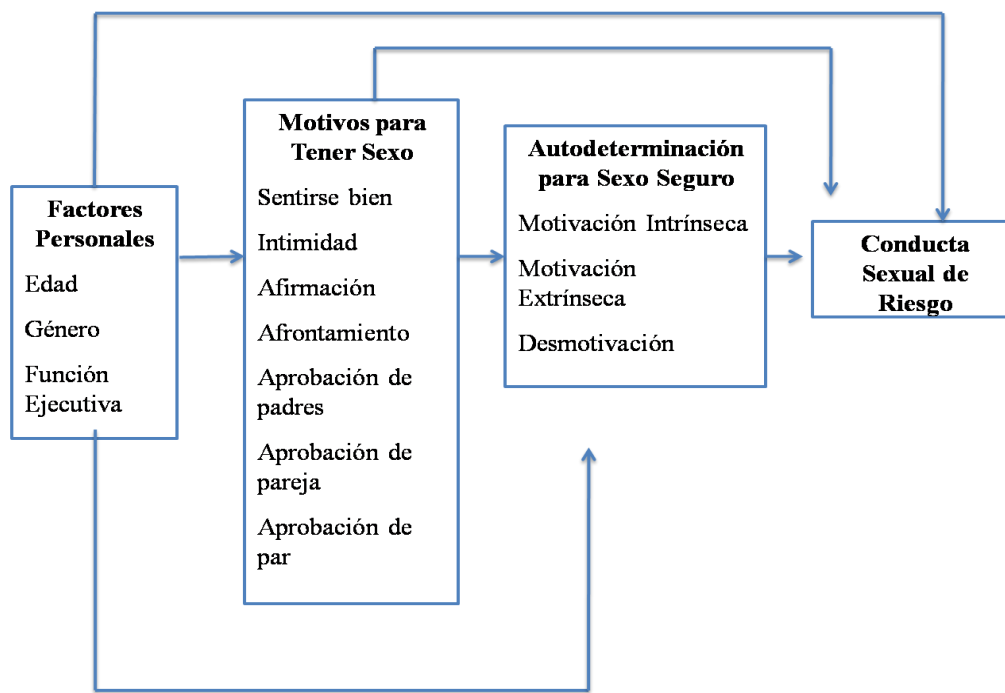 Factores
Personales
Edad
Género
Función
Ejecutiva
Motivos para
Tener Sexo
Sentirse bien
Intimidad
Afirmación
Afrontamiento
Aprobación de
padres
Aprobación de
pareja
Aprobación de
par
Autodeterminación
para Sexo Seguro
Motivación Intrínseca
Motivación
Extrínseca
Desmotivación
Conducta
Sexual de
Riesgo